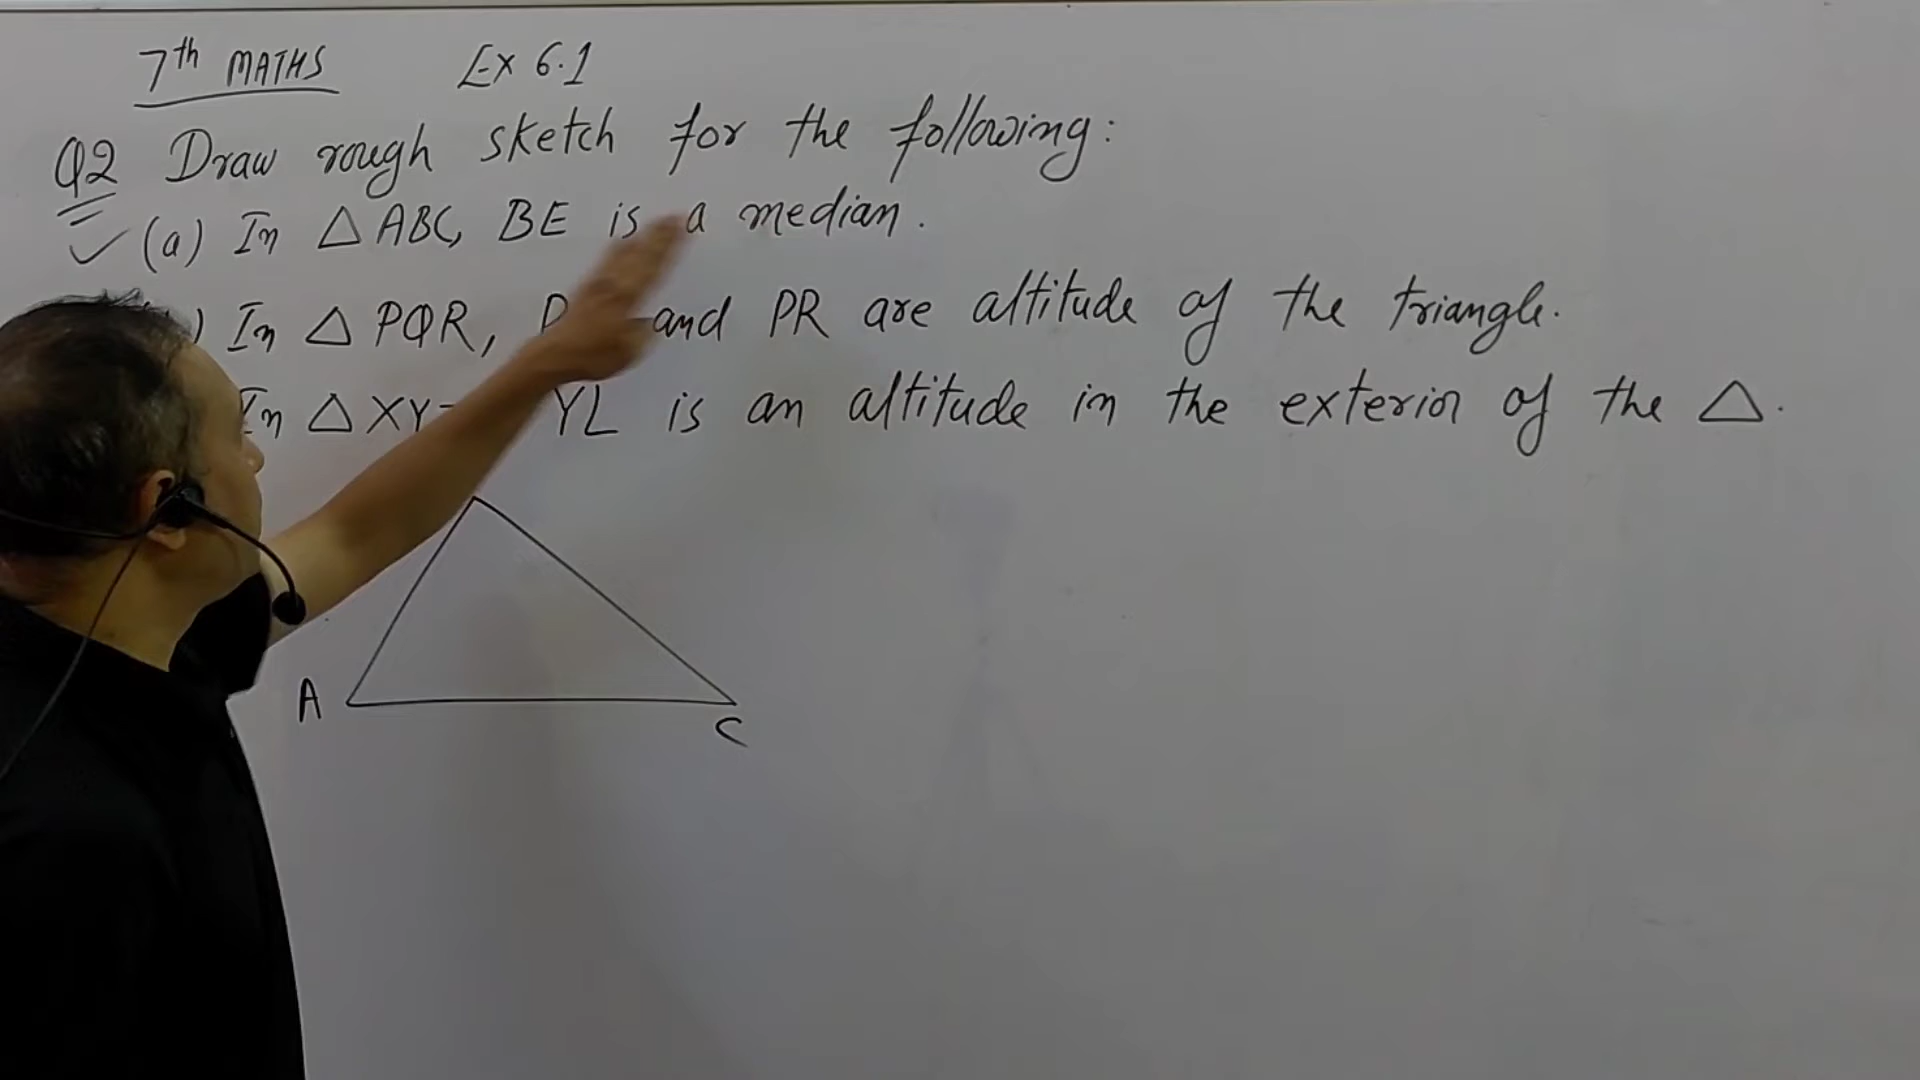 7th MATHS Ex 6.1
Q2 Draw rough sketch for the following:
(a) In △ ABC, BE is a median.
) In △ PQR, and PR are altitude of the triangle.
In △ XY YL is an altitude in the exterior of the △.
A
C